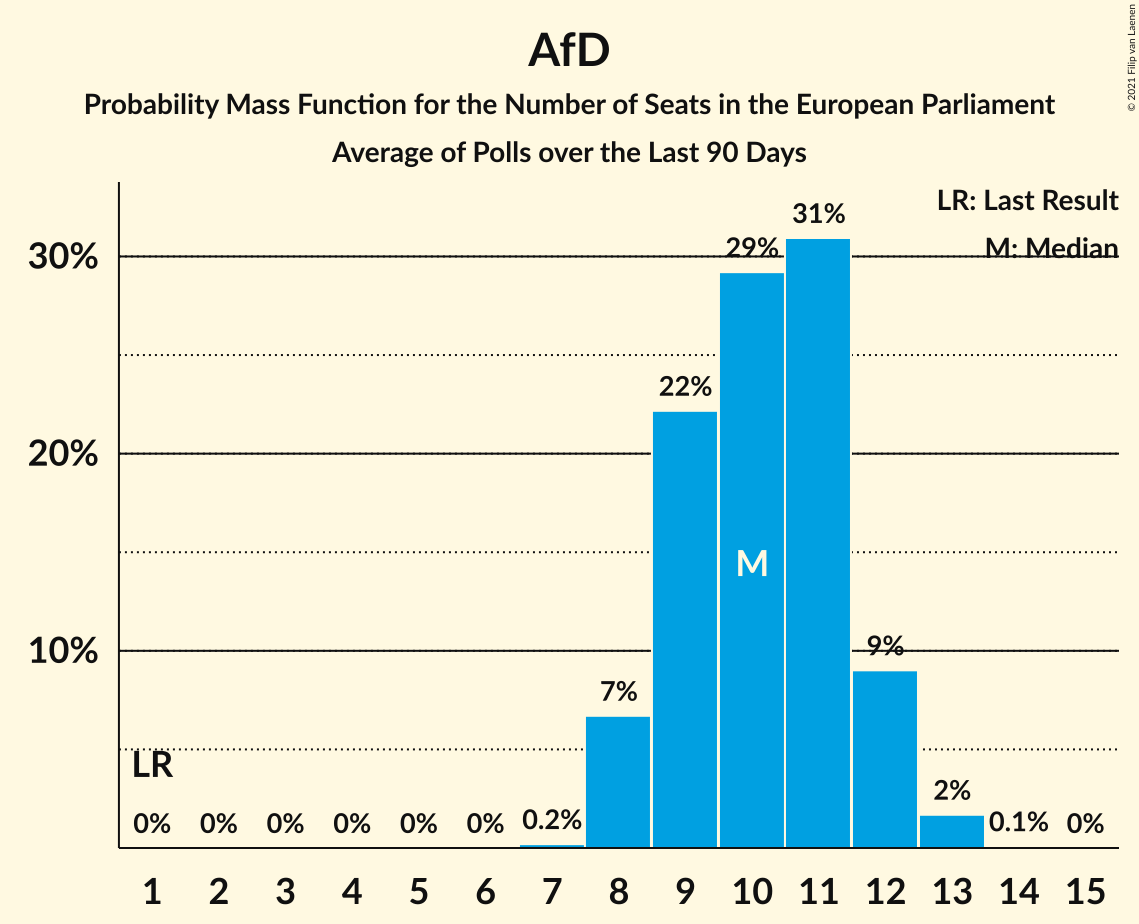 AfD
Probability Mass Function for the Number of Seats in the European Parliament
Average of Polls over the Last 90 Days
© 2021 Filip van Laenen
LR: Last Result
M: Median
30%
20%
10%
31%
29%
22%
M
9%
7%
LR
2%
0%
0%
0%
0%
0%
0%
0.2%
0.1%
0%
1 2 3 4 5 6 7 8 9 10 11 12 13 14 15